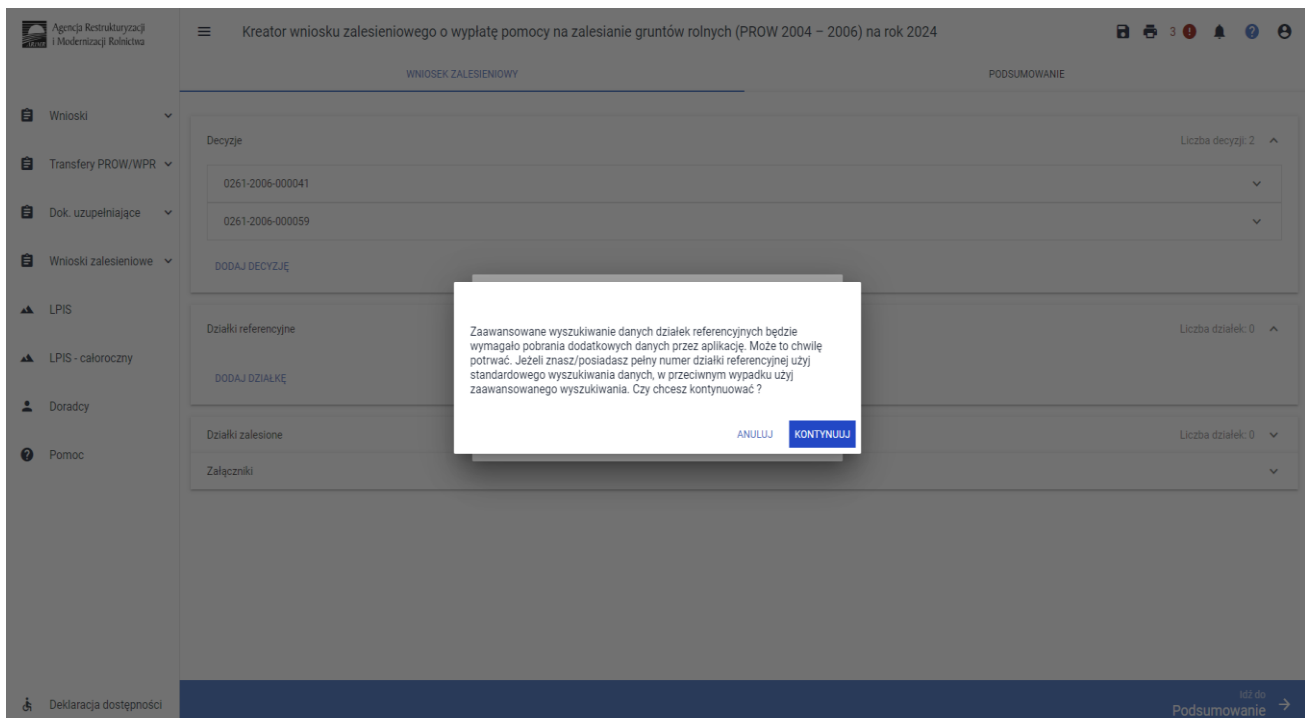 Agencja Restrukturyzacji
i Modernizacji Rolnictwa
Kreator wniosku zalesieniowego o wypłatę pomocy na zalesianie gruntów rolnych (PROW 2004 – 2006) na rok 2024
3
WNIOSEK ZALESIENIOWY
PODSUMOWANIE
Wnioski
Transfery PROW/WPR
Dok. uzupełniające
Wnioski zalesieniowe
LPIS
LPIS - całoroczny
Doradcy
Pomoc
Decyzje
Liczba decyzji: 2
0261-2006-000041
0261-2006-000059
DODAJ DECYZJĘ
Działki referencyjne
Liczba działek: 0
DODAJ DZIAŁKĘ
Zaawansowane wyszukiwanie danych działek referencyjnych będzie
wymagało pobrania dodatkowych danych przez aplikację. Może to chwilę
potrwać. Jeżeli znasz/posiadasz pełny numer działki referencyjnej użyj
standardowego wyszukiwania danych, w przeciwnym wypadku użyj
zaawansowanego wyszukiwania. Czy chcesz kontynuować ?
ANULUJ
KONTYNUUJ
Działki zalesione
Liczba działek: 0
Załączniki
Deklaracja dostępności
Idź do
Podsumowanie